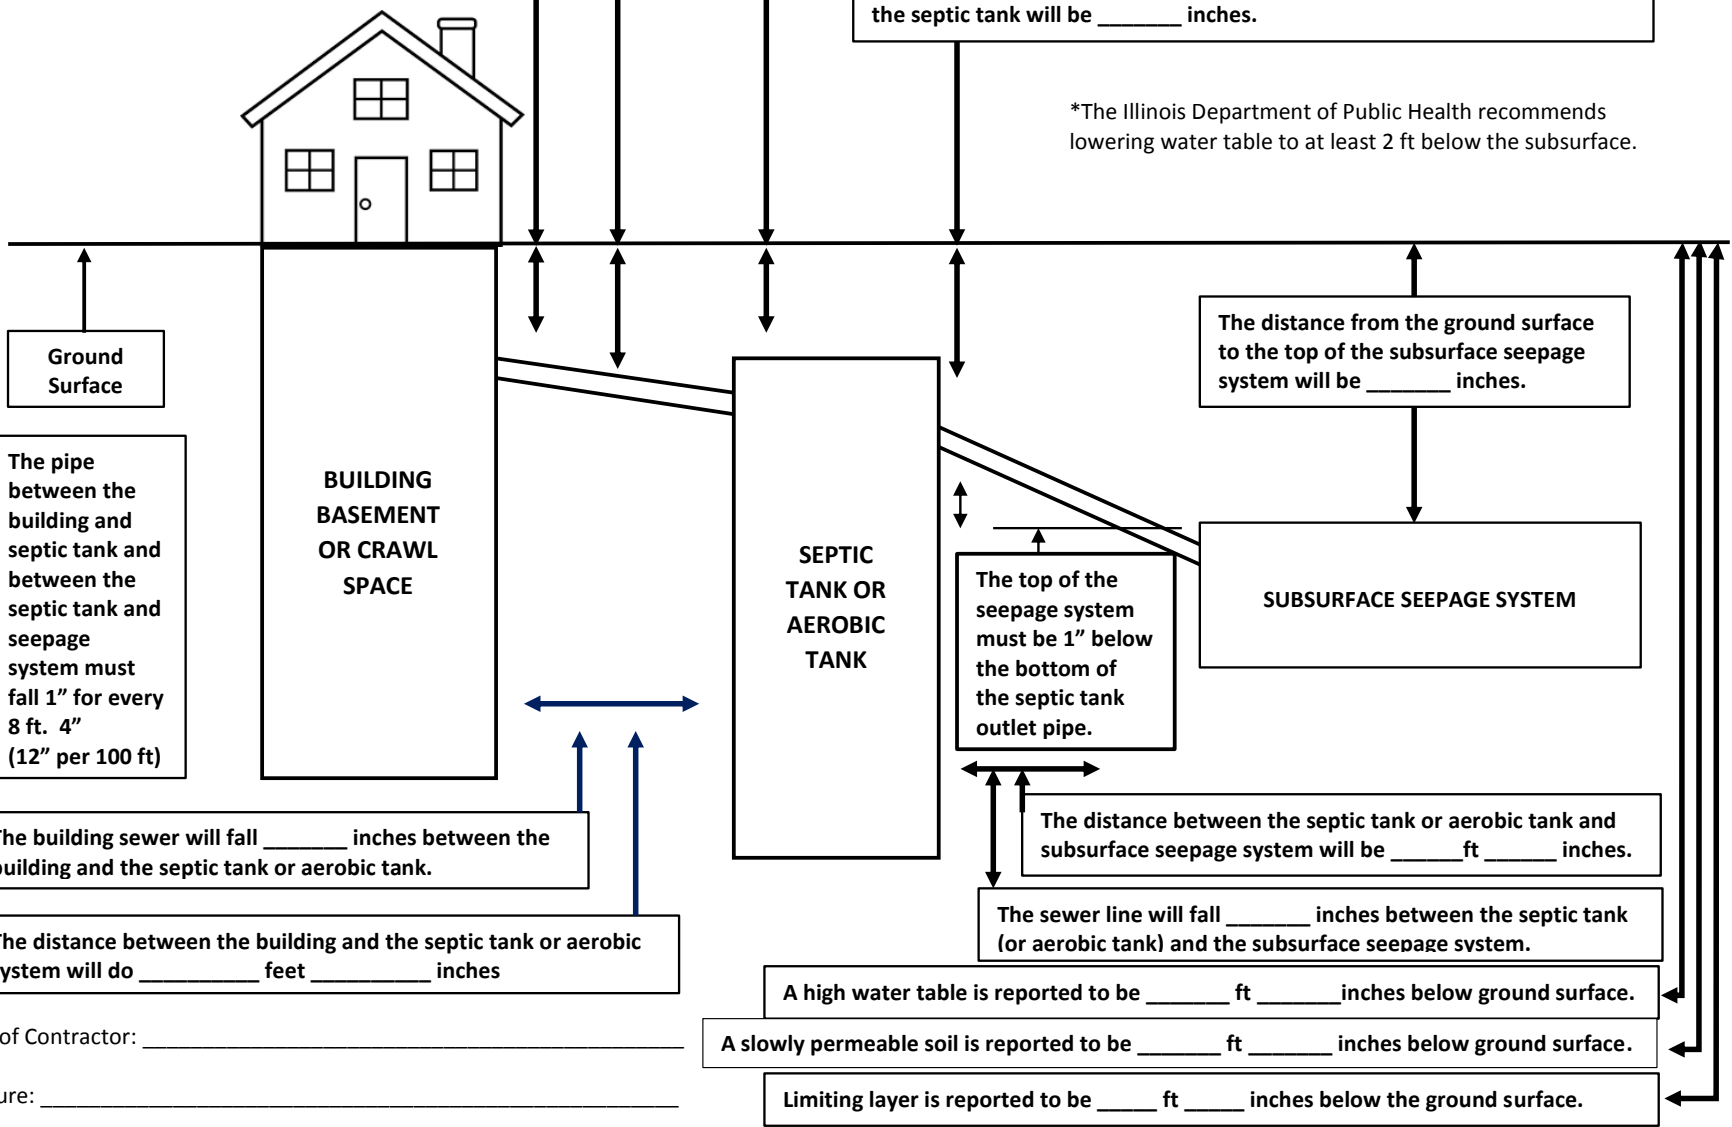 the septic tank will be _______ inches.
*The Illinois Department of Public Health recommends
lowering water table to at least 2 ft below the subsurface.
Ground
Surface
The distance from the ground surface
to the top of the subsurface seepage
system will be _______ inches.
The pipe
between the
building and
septic tank and
between the
septic tank and
seepage
system must
fall 1” for every
8 ft.  4”
(12” per 100 ft)
BUILDING
BASEMENT
OR CRAWL
SPACE
SEPTIC
TANK OR
AEROBIC
TANK
The top of the
seepage system
must be 1” below
the bottom of
the septic tank
outlet pipe.
SUBSURFACE SEEPAGE SYSTEM
The building sewer will fall _______ inches between the
building and the septic tank or aerobic tank.
The distance between the building and the septic tank or aerobic
system will do __________ feet __________ inches
The distance between the septic tank or aerobic tank and
subsurface seepage system will be ______ft ______ inches.
The sewer line will fall _______ inches between the septic tank
(or aerobic tank) and the subsurface seepage system.
A high water table is reported to be _______ ft _______inches below ground surface.
A slowly permeable soil is reported to be _______ ft _______ inches below ground surface.
Limiting layer is reported to be _____ ft _____ inches below the ground surface.
of Contractor: _____________________________________________
ure: _____________________________________________________